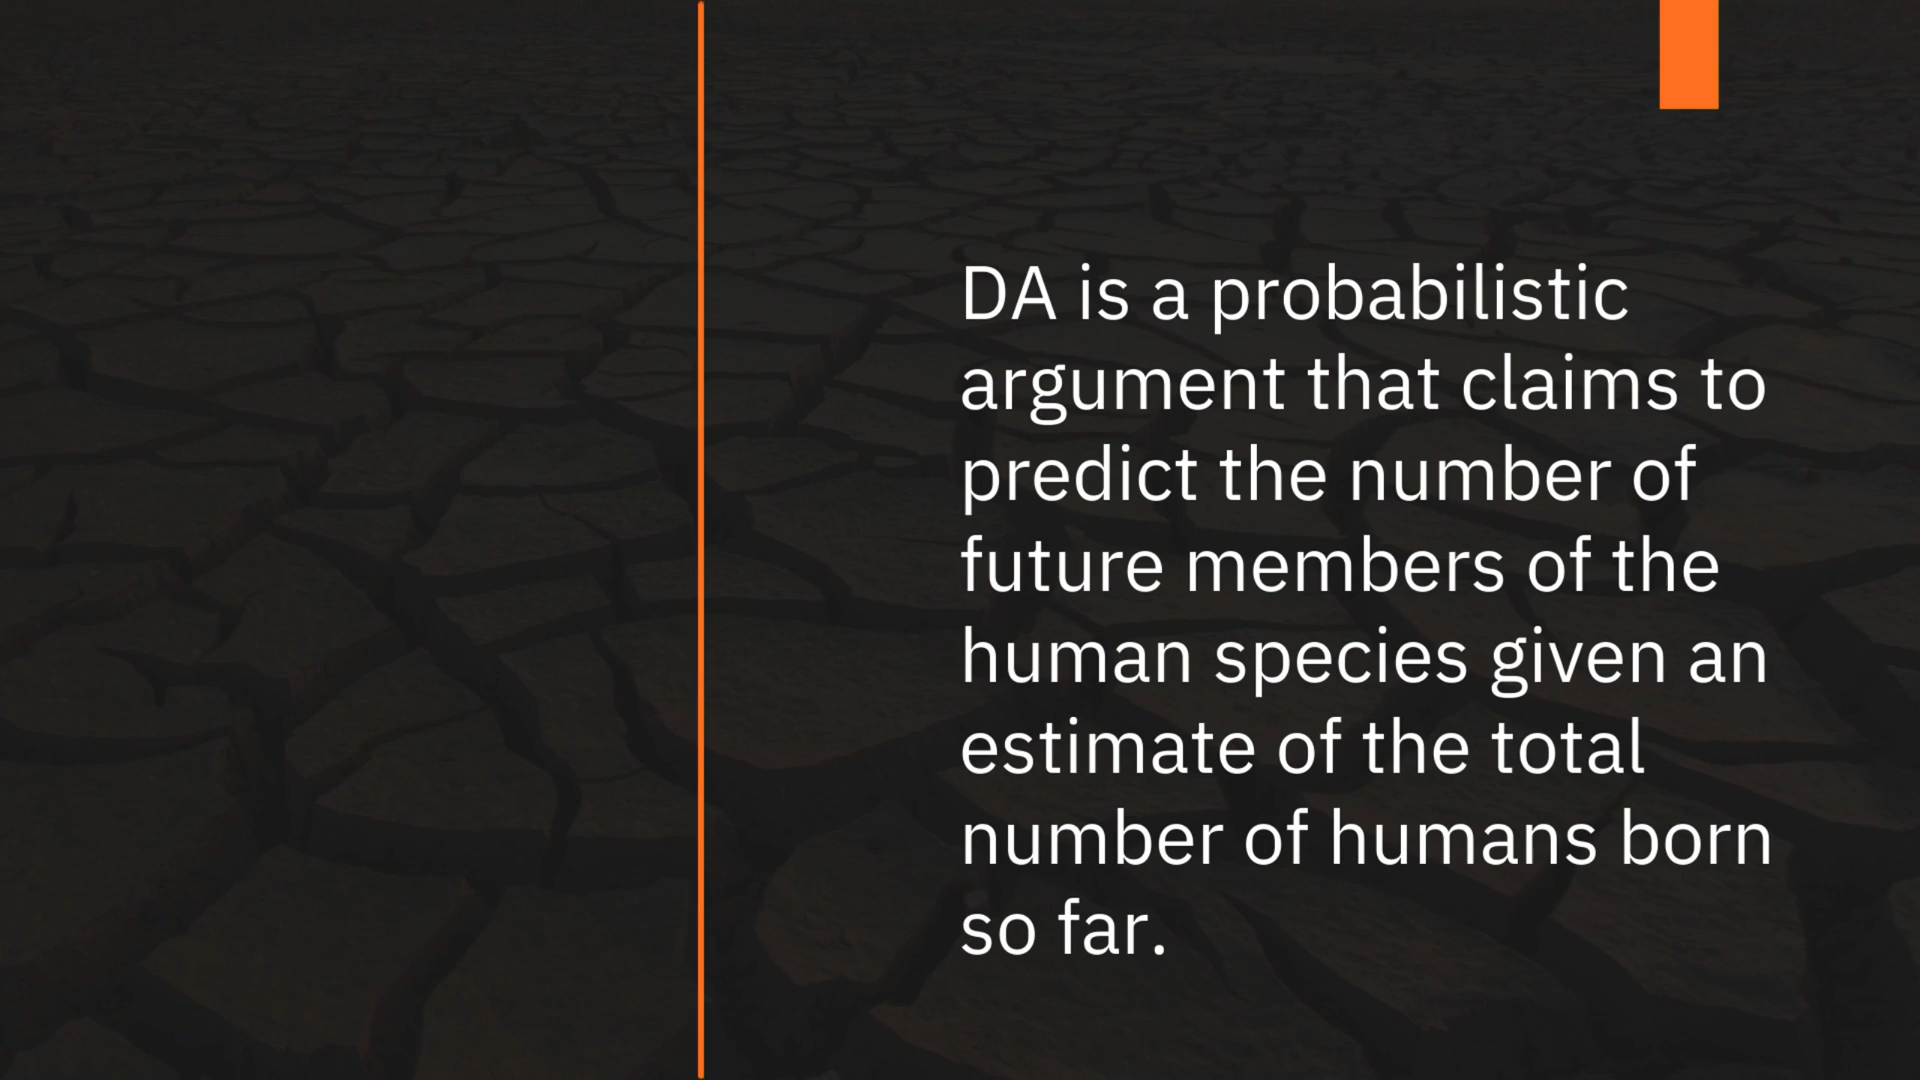 DA is a probabilistic
argument that claims to
predict the number of
future members of the
human species given an
estimate of the total
number of humans born
so far.